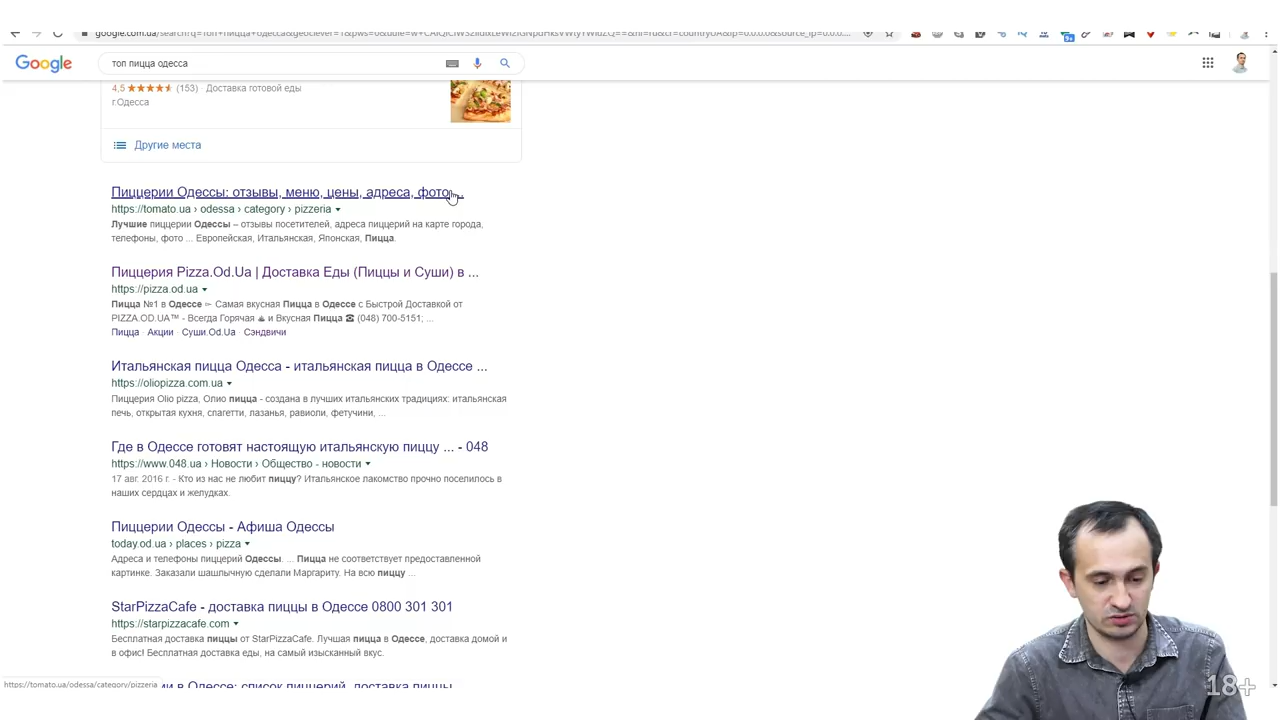 Google
топ пицца одесса
4,5 (153) · Доставка готовой еды
г.Одесса
Другие места
Пиццерии Одессы: отзывы, меню, цены, адреса, фото ...
https://tomato.ua › odessa › category › pizzeria
Лучшие пиццерии Одессы – отзывы посетителей, адреса пиццерий на карте города,
телефоны, фото ... Европейская, Итальянская, Японская, Пицца.
Пиццерия Pizza.Od.Ua | Доставка Еды (Пиццы и Суши) в ...
https://pizza.od.ua
Пицца №1 в Одессе ✄ Самая вкусная Пицца в Одессе с Быстрой Доставкой от
PIZZA.OD.UA™ - Всегда Горячая и Вкусная Пицца ☎ (048) 700-5151; ...
Пицца · Акции · Суши.Od.Ua · Сэндвичи
Итальянская пицца Одесса - итальянская пицца в Одессе ...
https://oliopizza.com.ua
Пиццерия Olio pizza, Олио пицца - создана в лучших итальянских традициях: итальянская
печь, открытая кухня, спагетти, лазанья, равиоли, фетучини, ...
Где в Одессе готовят настоящую итальянскую пиццу ... - 048
https://www.048.ua › Новости › Общество - новости
17 авг. 2016 г. - Кто из нас не любит пиццу? Итальянское лакомство прочно поселилось в
наших сердцах и желудках.
Пиццерии Одессы - Афиша Одессы
today.od.ua › places › pizza
Адреса и телефоны пиццерий Одессы. ... Пицца не соответствует предоставленной
картинке. Заказали шашлычную сделали Маргариту. На всю пиццу ...
StarPizzaCafe - доставка пиццы в Одессе 0800 301 301
https://starpizzacafe.com
Бесплатная доставка пиццы от StarPizzaCafe. Лучшая пицца в Одессе, доставка домой и
в офис! Бесплатная доставка еды, на самый изысканный вкус.
в Одессе: список пиццерий, доставка пиццы
https://tomato.ua/odessa/category/pizzeria
18+